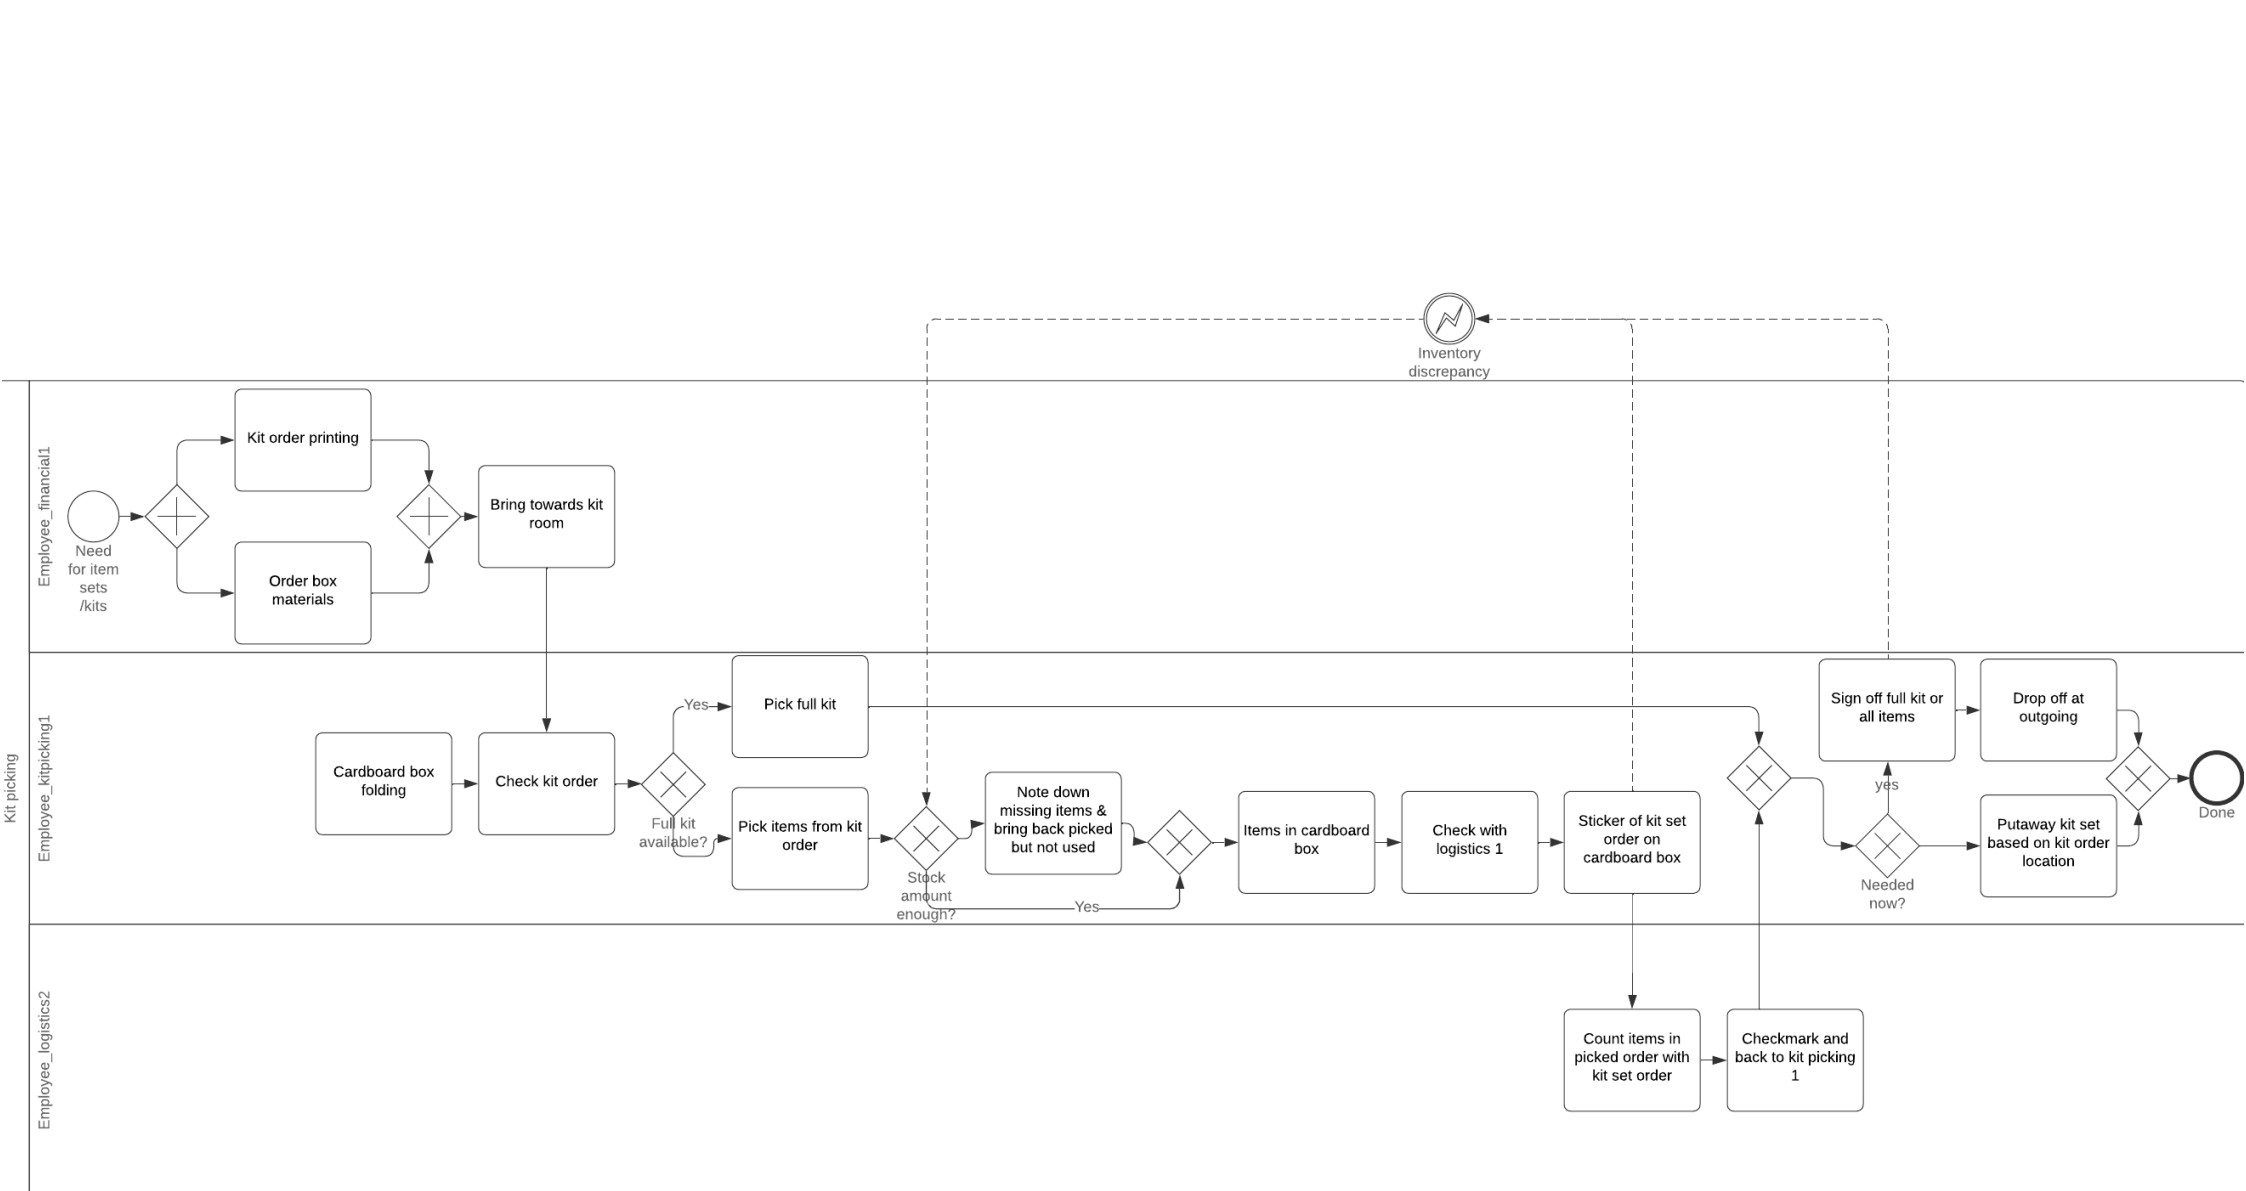 Inventory
discrepancy
Kit picking
Employee_financial1
Need
for item
sets
/kits
Kit order printing
Order box
materials
Bring towards kit
room
Employee_kitpicking1
Cardboard box
folding
Check kit order
Full kit
available?
Yes
Pick full kit
Pick items from kit
order
Stock
amount
enough?
Yes
Note down
missing items &
bring back picked
but not used
Items in cardboard
box
Check with
logistics 1
Sticker of kit set
order on
cardboard box
Needed
now?
yes
Sign off full kit or
all items
Drop off at
outgoing
Putaway kit set
based on kit order
location
Done
Employee_logistics2
Count items in
picked order with
kit set order
Checkmark and
back to kit picking
1